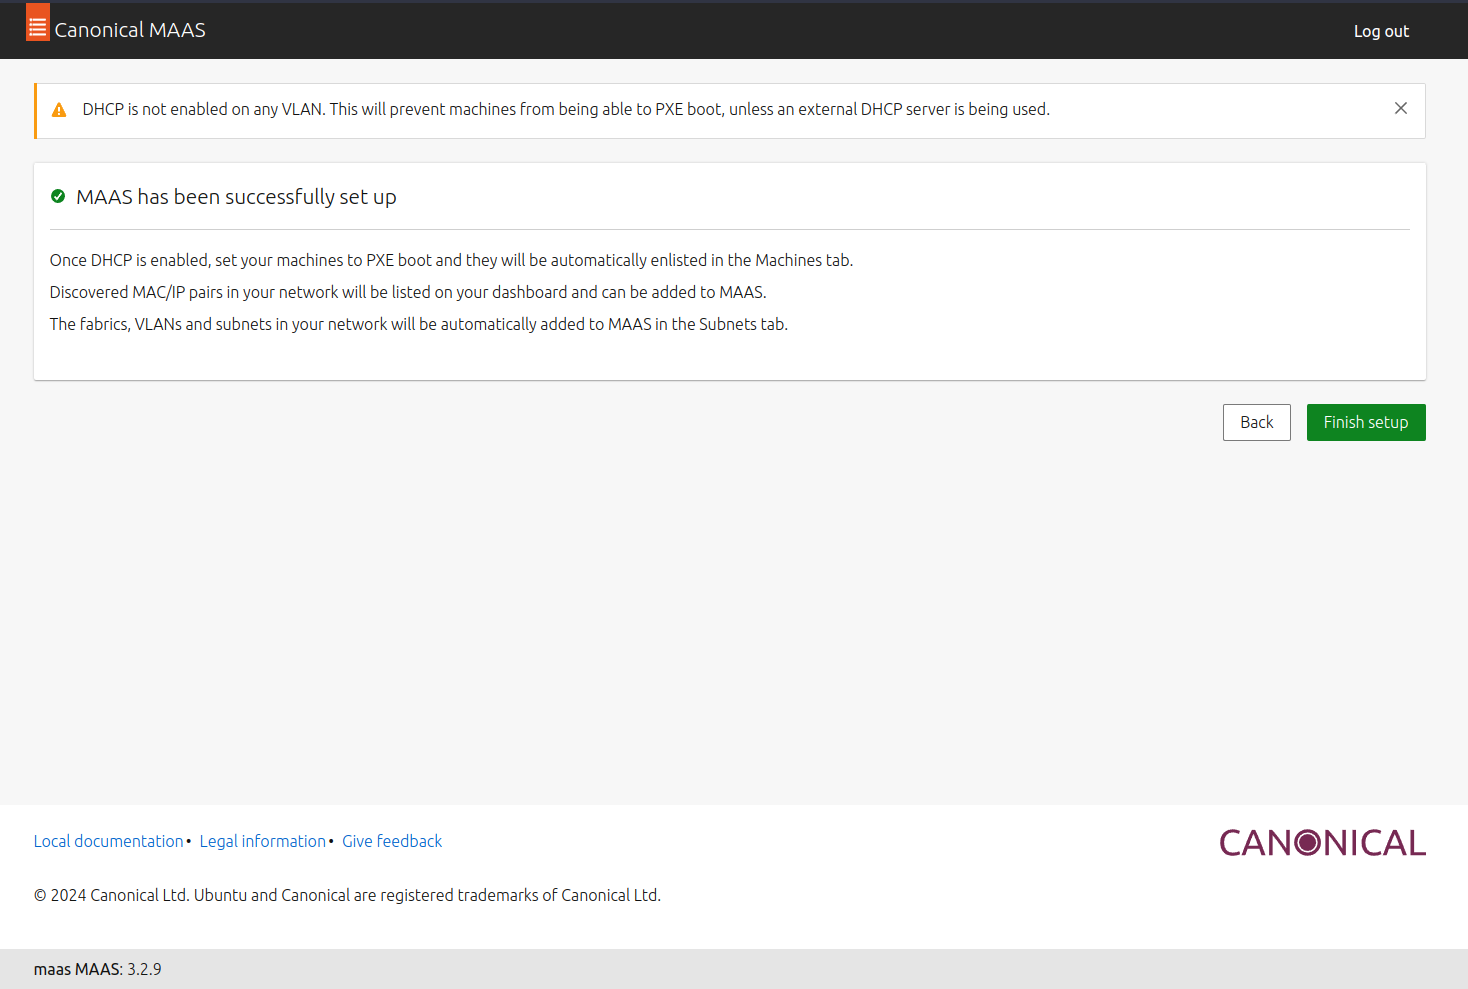 Canonical MAAS
Log out
DHCP is not enabled on any VLAN. This will prevent machines from being able to PXE boot, unless an external DHCP server is being used.
MAAS has been successfully set up
Once DHCP is enabled, set your machines to PXE boot and they will be automatically enlisted in the Machines tab.
Discovered MAC/IP pairs in your network will be listed on your dashboard and can be added to MAAS.
The fabrics, VLANs and subnets in your network will be automatically added to MAAS in the Subnets tab.
Back
Finish setup
Local documentation • Legal information • Give feedback
CANONICAL
© 2024 Canonical Ltd. Ubuntu and Canonical are registered trademarks of Canonical Ltd.
maas MAAS: 3.2.9